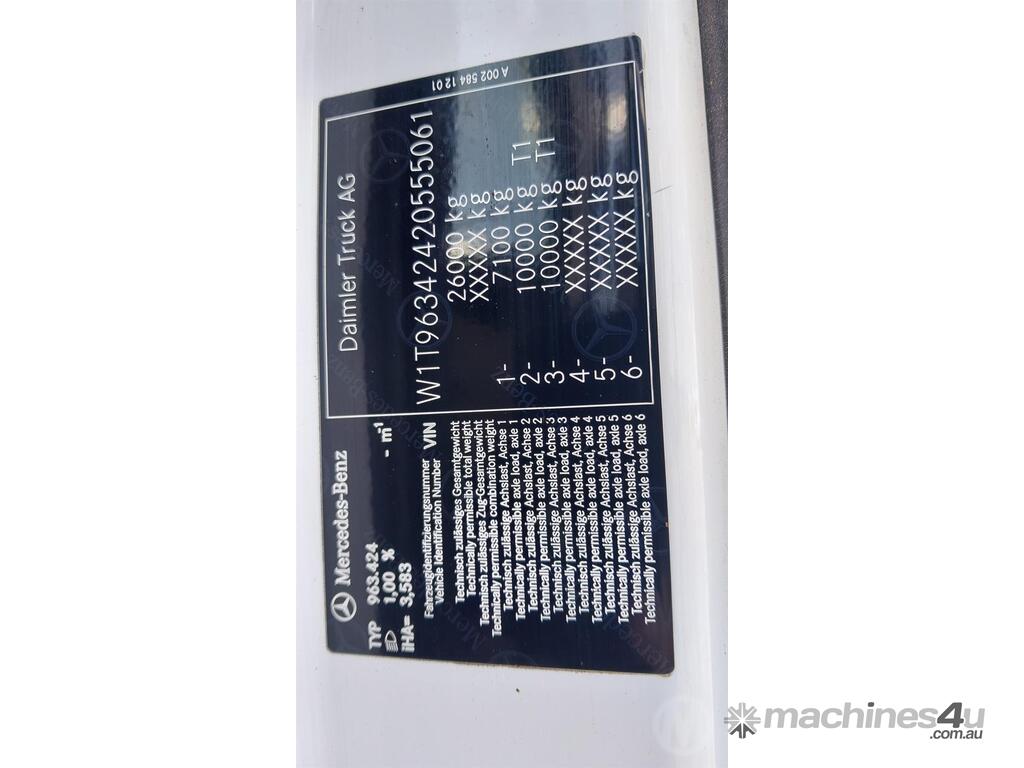 Mercedes-Benz
Daimler Truck AG
A 002 584 12 01
TYP 963.424
1,00 %
iHA= 3,583
- m⁻¹
Fahrzeugidentifizierungsnummer
Vehicle Identification Number
VIN W1T96342420555061
Technisch zulässiges Gesamtgewicht
Technically permissible total weight
26000 kg
Technisch zulässiges Zug-Gesamtgewicht
Technically permissible combination weight
XXXXX kg
Technisch zulässige Achslast, Achse 1
Technically permissible axle load, axle 1
1- 7100 kg
Technisch zulässige Achslast, Achse 2
Technically permissible axle load, axle 2
2- 10000 kg T1
Technisch zulässige Achslast, Achse 3
Technically permissible axle load, axle 3
3- 10000 kg T1
Technisch zulässige Achslast, Achse 4
Technically permissible axle load, axle 4
4- XXXXX kg
Technisch zulässige Achslast, Achse 5
Technically permissible axle load, axle 5
5- XXXXX kg
Technisch zulässige Achslast, Achse 6
Technically permissible axle load, axle 6
6- XXXXX kg
machines4u
.com.au